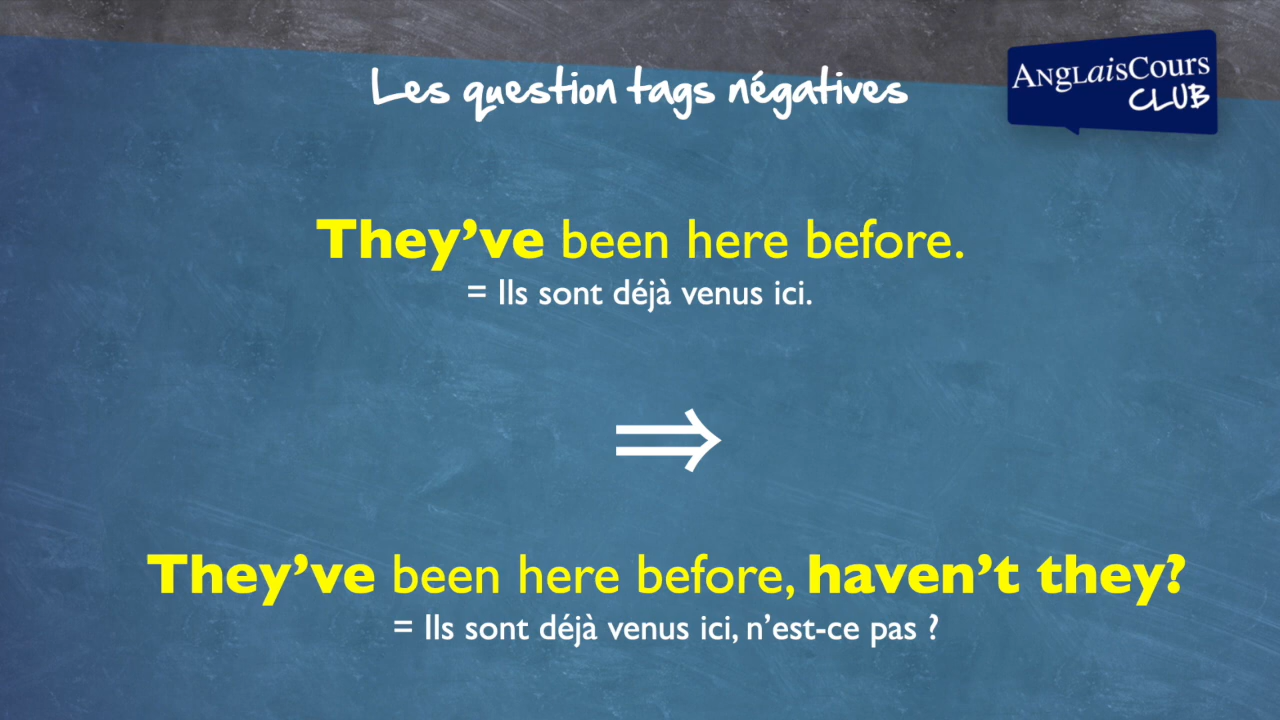 Les question tags négatives
AnglaisCours
CLUB
They’ve been here before.
= Ils sont déjà venus ici.
⇒
They’ve been here before, haven’t they?
= Ils sont déjà venus ici, n’est-ce pas ?